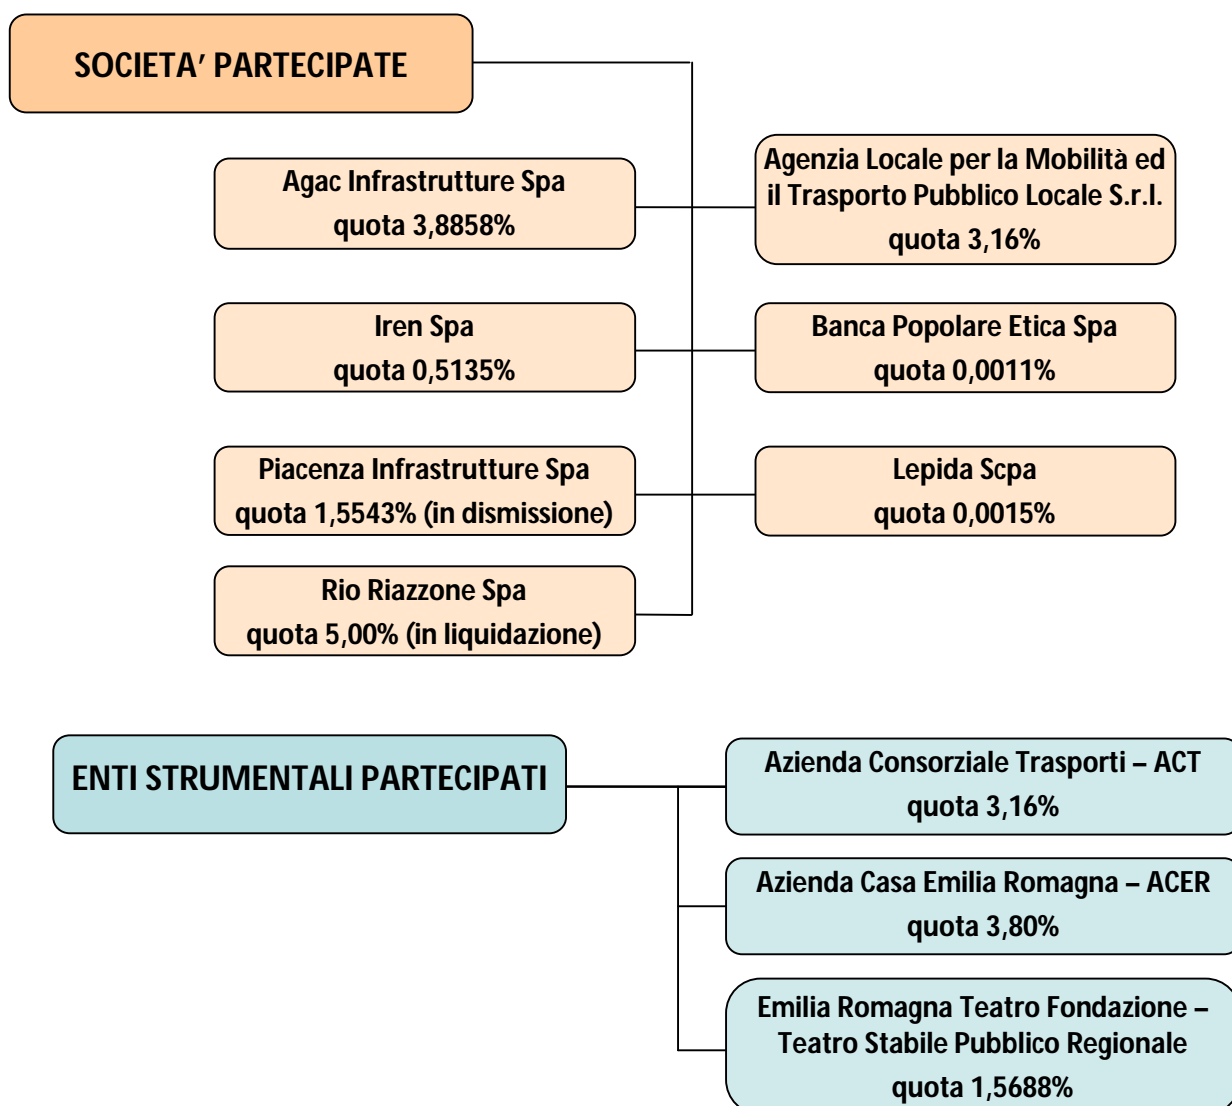 SOCIETA’ PARTECIPATE
Agac Infrastrutture Spa
quota 3,8858%
Agenzia Locale per la Mobilità ed
il Trasporto Pubblico Locale S.r.l.
quota 3,16%
Iren Spa
quota 0,5135%
Banca Popolare Etica Spa
quota 0,0011%
Piacenza Infrastrutture Spa
quota 1,5543% (in dismissione)
Lepida Scpa
quota 0,0015%
Rio Riazzone Spa
quota 5,00% (in liquidazione)
ENTI STRUMENTALI PARTECIPATI
Azienda Consorziale Trasporti – ACT
quota 3,16%
Azienda Casa Emilia Romagna – ACER
quota 3,80%
Emilia Romagna Teatro Fondazione –
Teatro Stabile Pubblico Regionale
quota 1,5688%